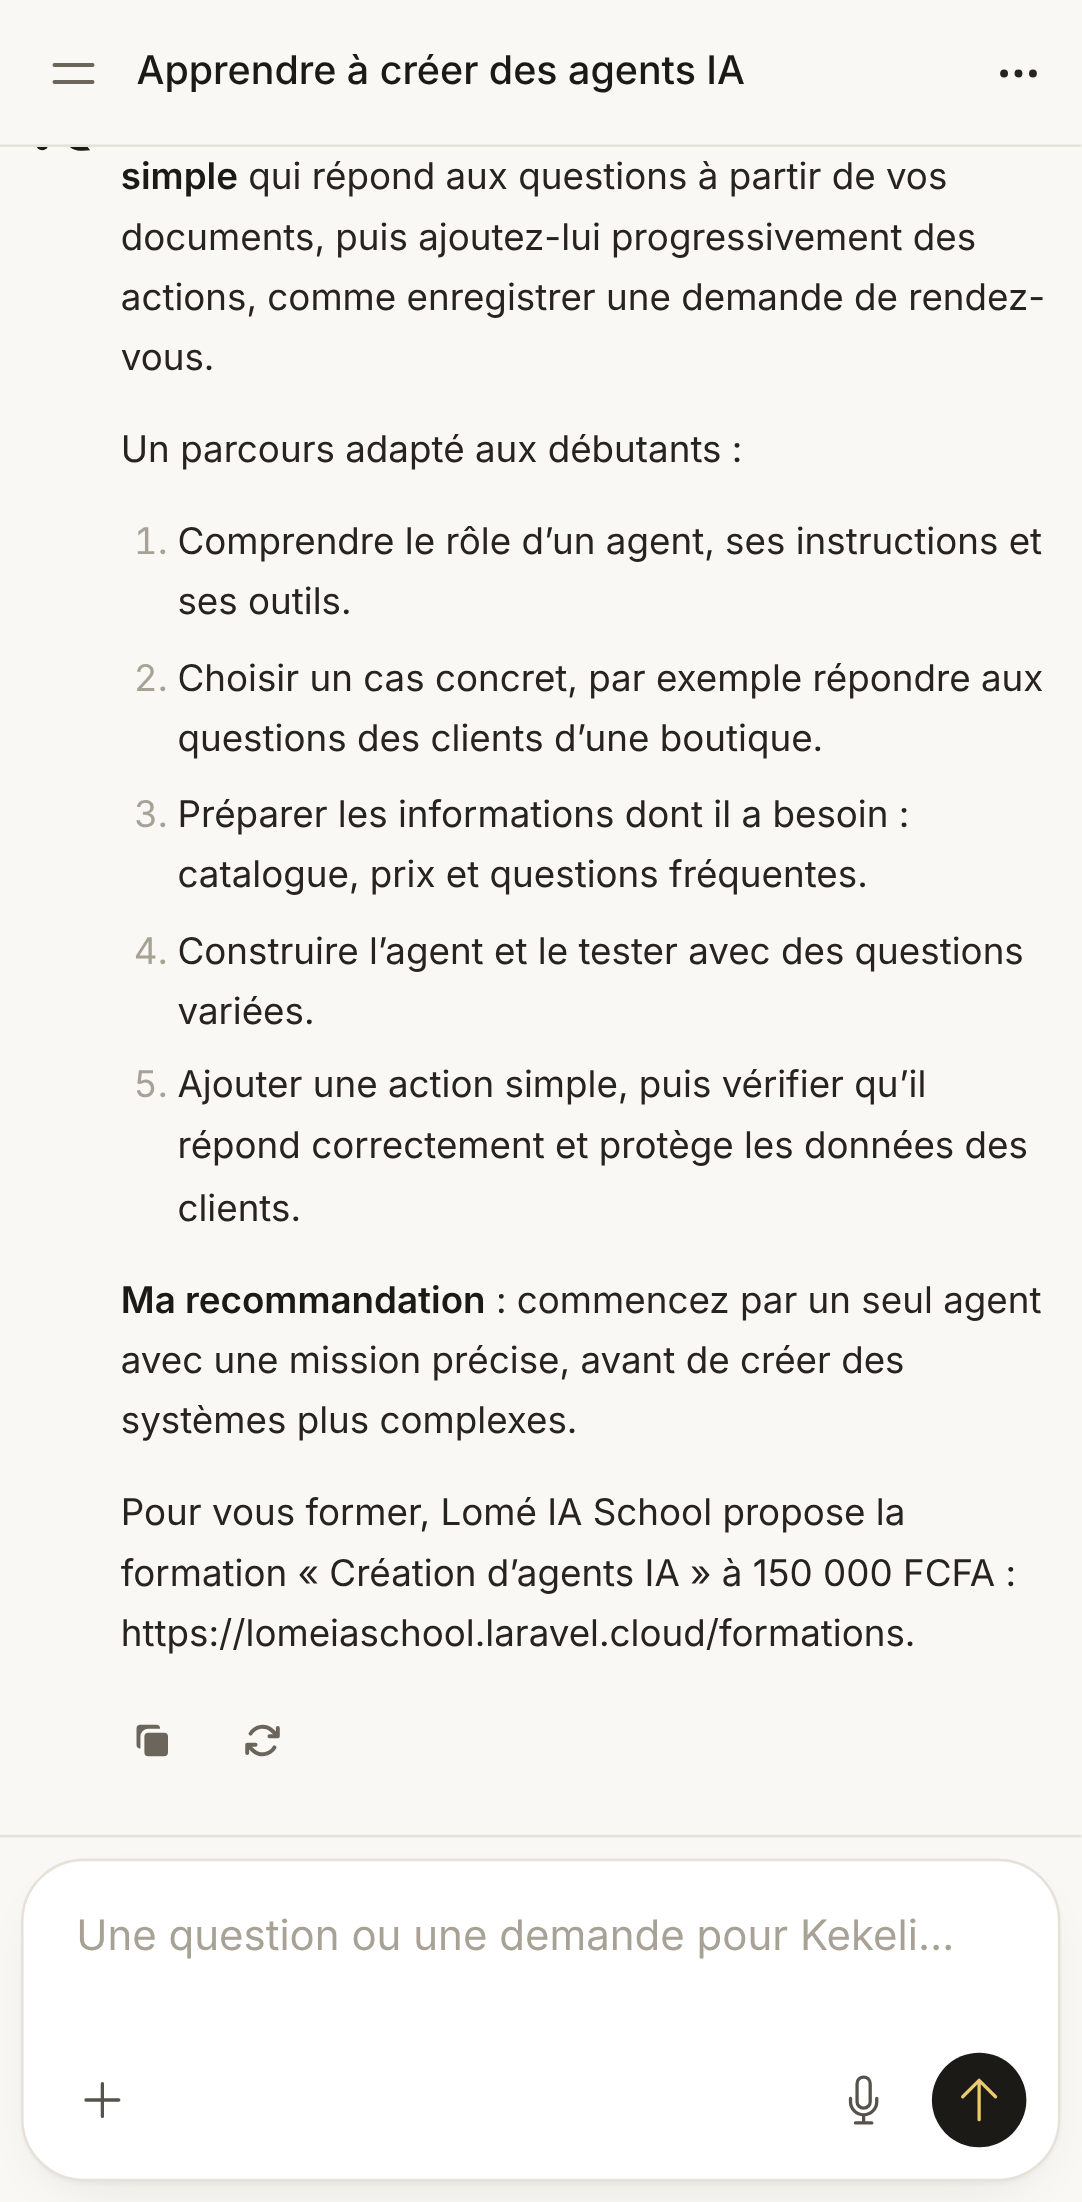 Apprendre à créer des agents IA
simple qui répond aux questions à partir de vos
documents, puis ajoutez-lui progressivement des
actions, comme enregistrer une demande de rendez-
vous.
Un parcours adapté aux débutants :
1. Comprendre le rôle d’un agent, ses instructions et
ses outils.
2. Choisir un cas concret, par exemple répondre aux
questions des clients d’une boutique.
3. Préparer les informations dont il a besoin :
catalogue, prix et questions fréquentes.
4. Construire l’agent et le tester avec des questions
variées.
5. Ajouter une action simple, puis vérifier qu’il
répond correctement et protège les données des
clients.
Ma recommandation : commencez par un seul agent
avec une mission précise, avant de créer des
systèmes plus complexes.
Pour vous former, Lomé IA School propose la
formation « Création d’agents IA » à 150 000 FCFA :
https://lomeiaschool.laravel.cloud/formations.
Une question ou une demande pour Kekeli...